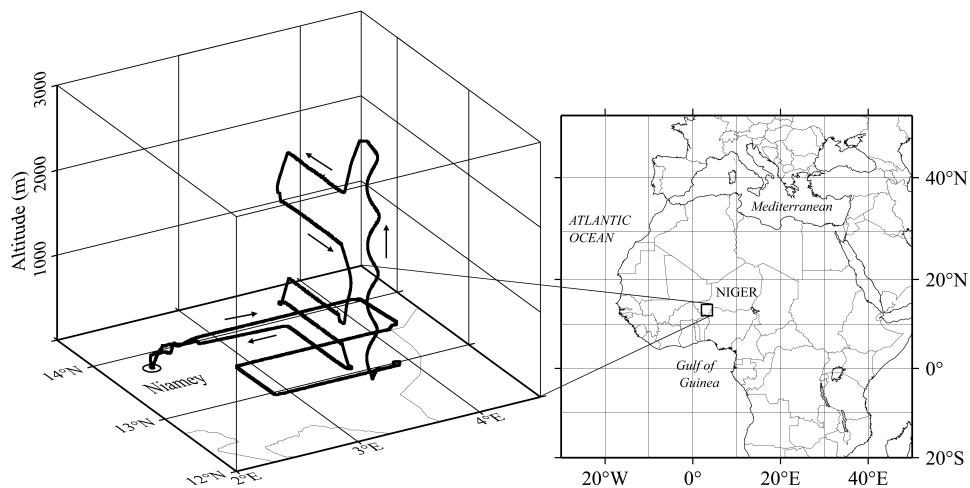 Altitude (m)
3000
2000
1000
14°N
13°N
12°N
2°E
3°E
4°E
Niamey
ATLANTIC
OCEAN
Mediterranean
NIGER
Gulf of
Guinea
40°N
20°N
0°
20°S
20°W
0°
20°E
40°E